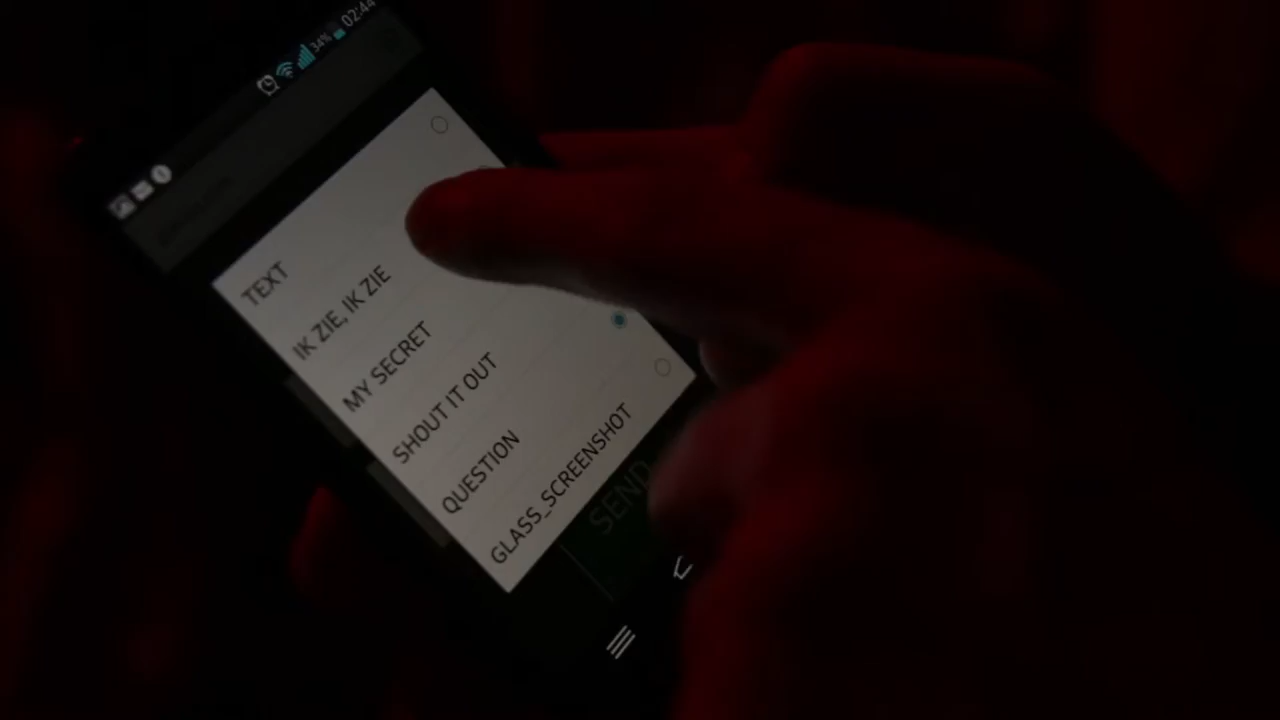 34% 02:44
TEXT
IK ZIE, IK ZIE
MY SECRET
SHOUT IT OUT
QUESTION
GLASS_SCREENSHOT
SEND